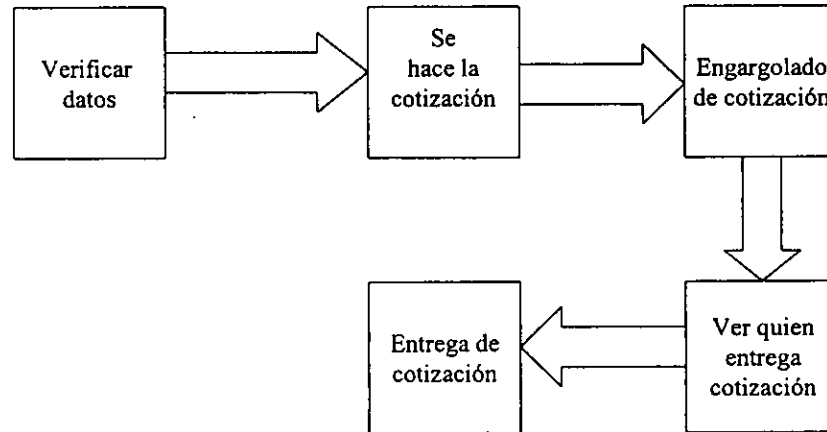 Verificar
datos
Se
hace la
cotización
Engargolado
de cotización
Ver quien
entrega
cotización
Entrega de
cotización